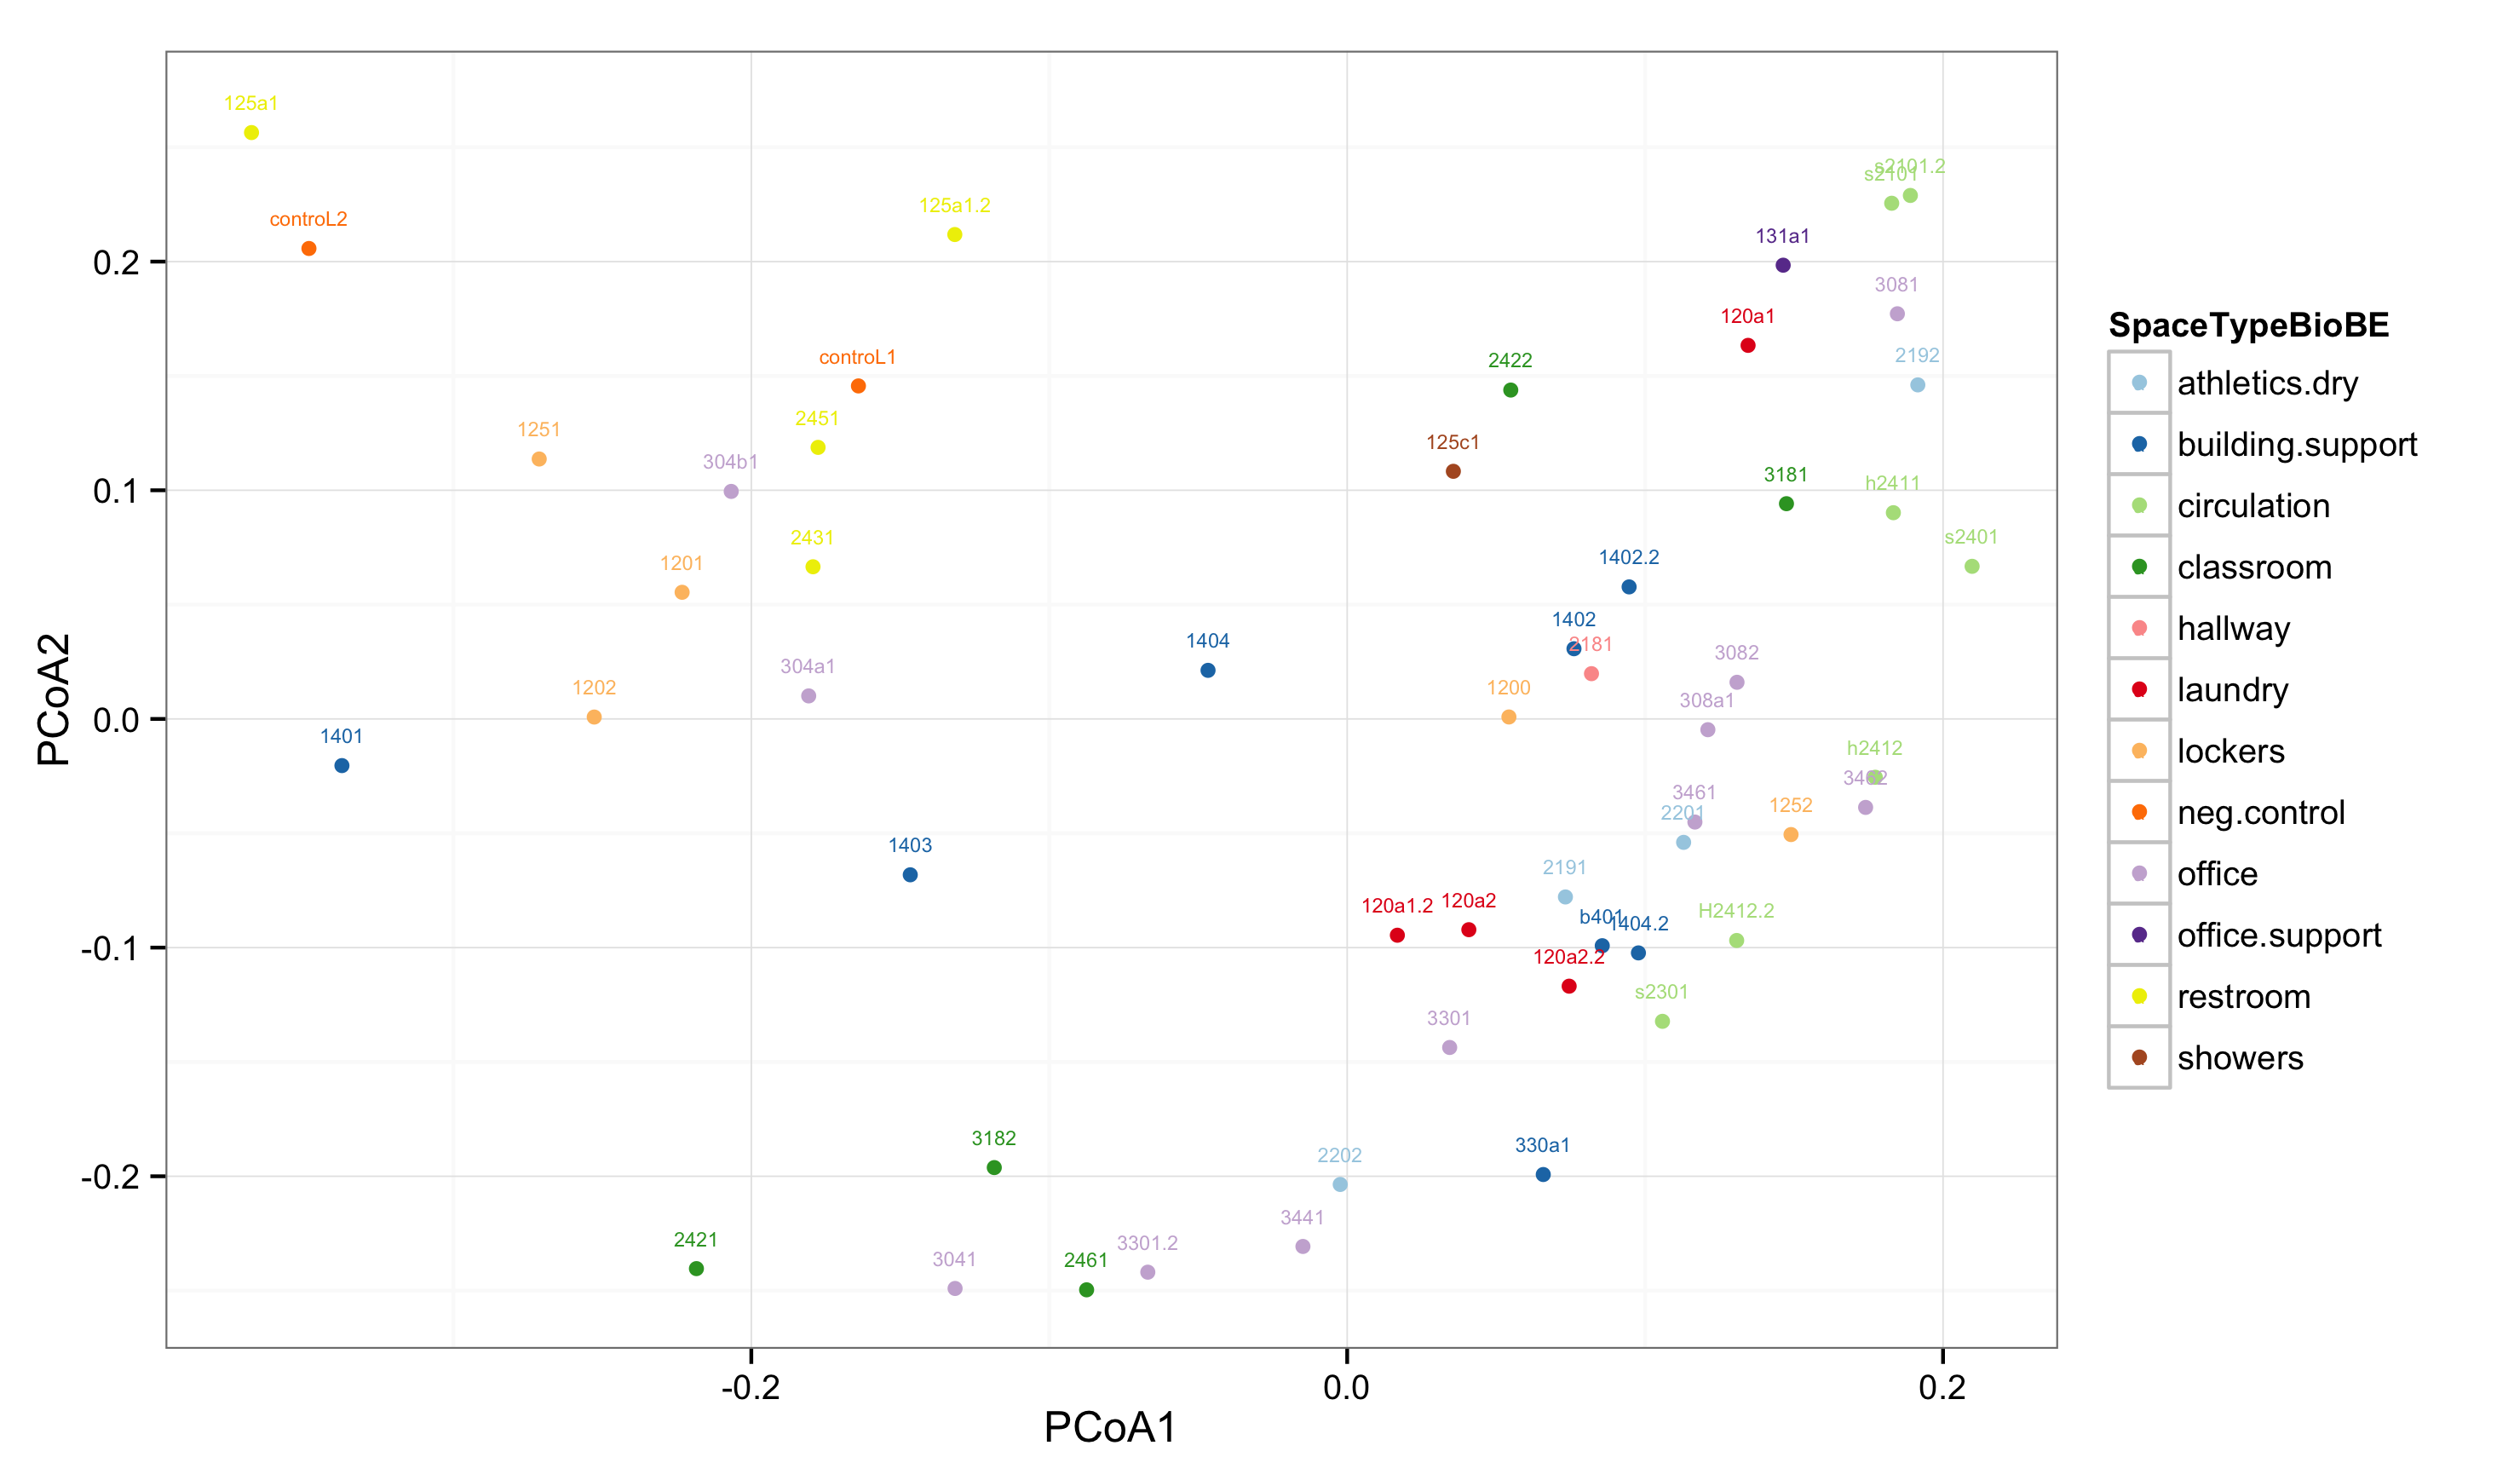 125a1
s2101.2
s2101
125a1.2
controL2
131a1
0.2
3081
120a1
2192
controL1
2422
2451
1251
125c1
304b1
3181
h2411
0.1
2431
s2401
1201
1402.2
1402
1404
2181
3082
304a1
1202
1200
308a1
0.0
1401
h2412
3462
3461
1252
2201
1403
2191
120a1.2
120a2
b401
1404.2
H2412.2
-0.1
120a2.2
s2301
3301
3182
330a1
2202
-0.2
3441
2421
3301.2
3041
2461
PCoA2
-0.2
0.0
0.2
PCoA1
SpaceTypeBioBE
athletics.dry
building.support
circulation
classroom
hallway
laundry
lockers
neg.control
office
office.support
restroom
showers